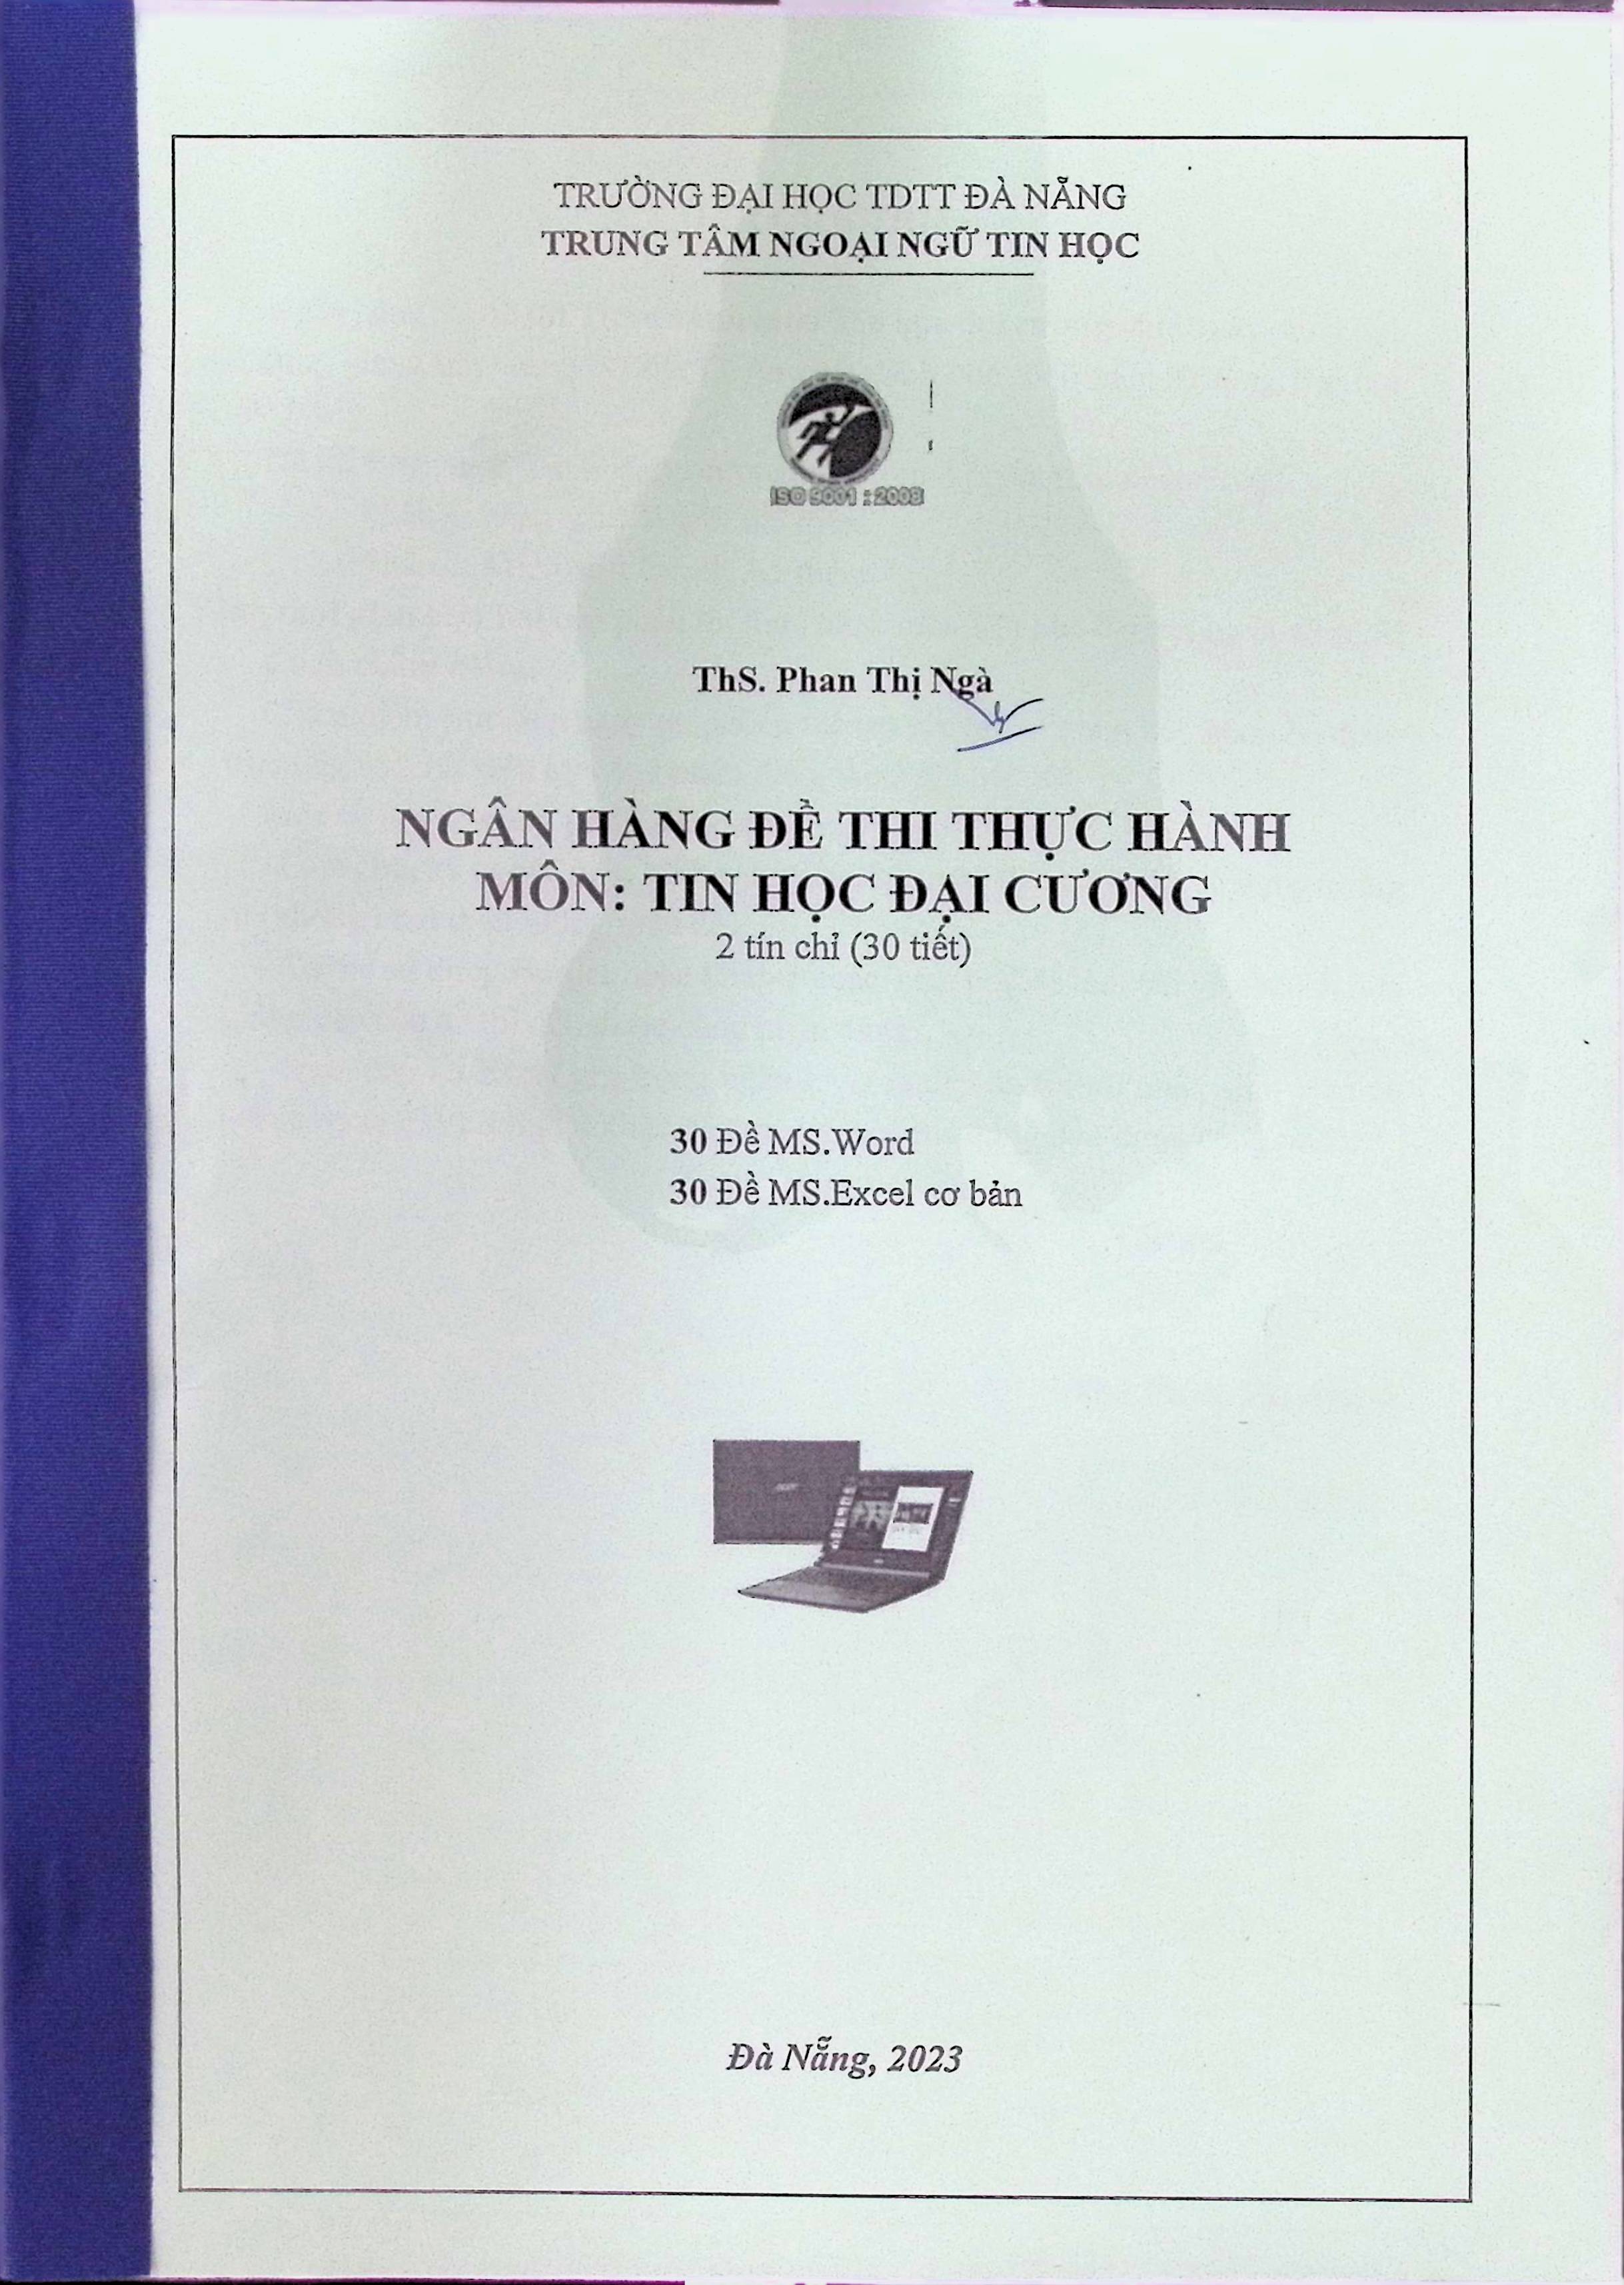 TRƯỜNG ĐẠI HỌC TDTT ĐÀ NẴNG
TRUNG TÂM NGOẠI NGỮ TIN HỌC
ISO 9001 : 2008
ThS. Phan Thị Ngà
NGÂN HÀNG ĐỀ THI THỰC HÀNH
MÔN: TIN HỌC ĐẠI CƯƠNG
2 tín chỉ (30 tiết)
30 Đề MS.Word
30 Đề MS.Excel cơ bản
acer
Đà Nẵng, 2023